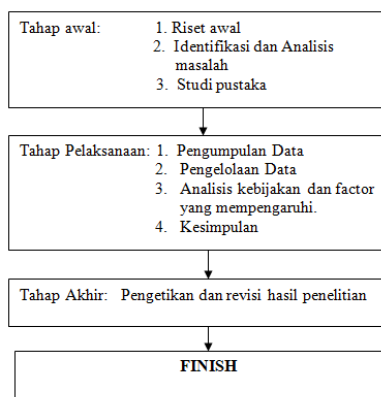 Tahap awal: 1. Riset awal
2. Identifikasi dan Analisis
masalah
3. Studi pustaka
Tahap Pelaksanaan: 1. Pengumpulan Data
2. Pengelolaan Data
3. Analisis kebijakan dan factor
yang mempengaruhi.
4. Kesimpulan
Tahap Akhir: Pengetikan dan revisi hasil penelitian
FINISH